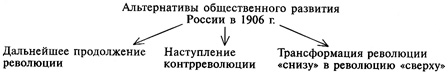 Альтернативы общественного развития
России в 1906 г.
Дальнейшее продолжение
революции
Наступление
контрреволюции
Трансформация революции
«снизу» в революцию «сверху»